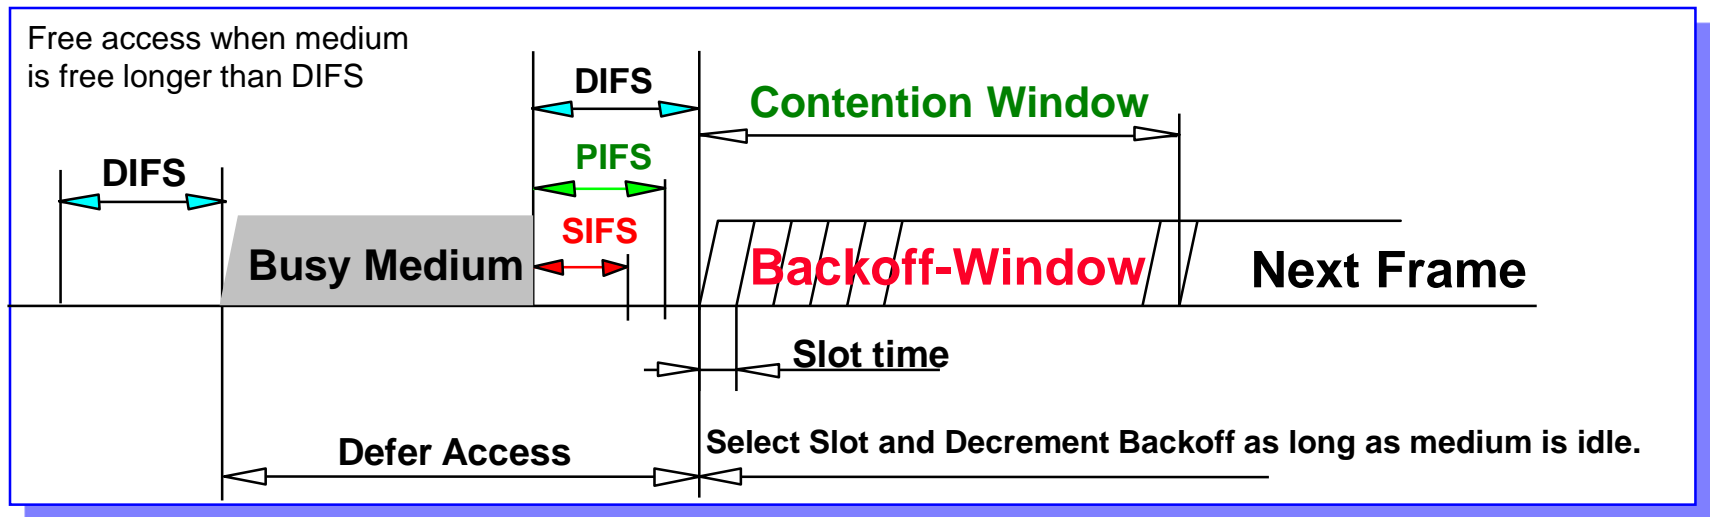 Free access when medium
is free longer than DIFS
DIFS
Contention Window
PIFS
DIFS
SIFS
Busy Medium
Backoff-Window
Next Frame
Slot time
Defer Access
Select Slot and Decrement Backoff as long as medium is idle.